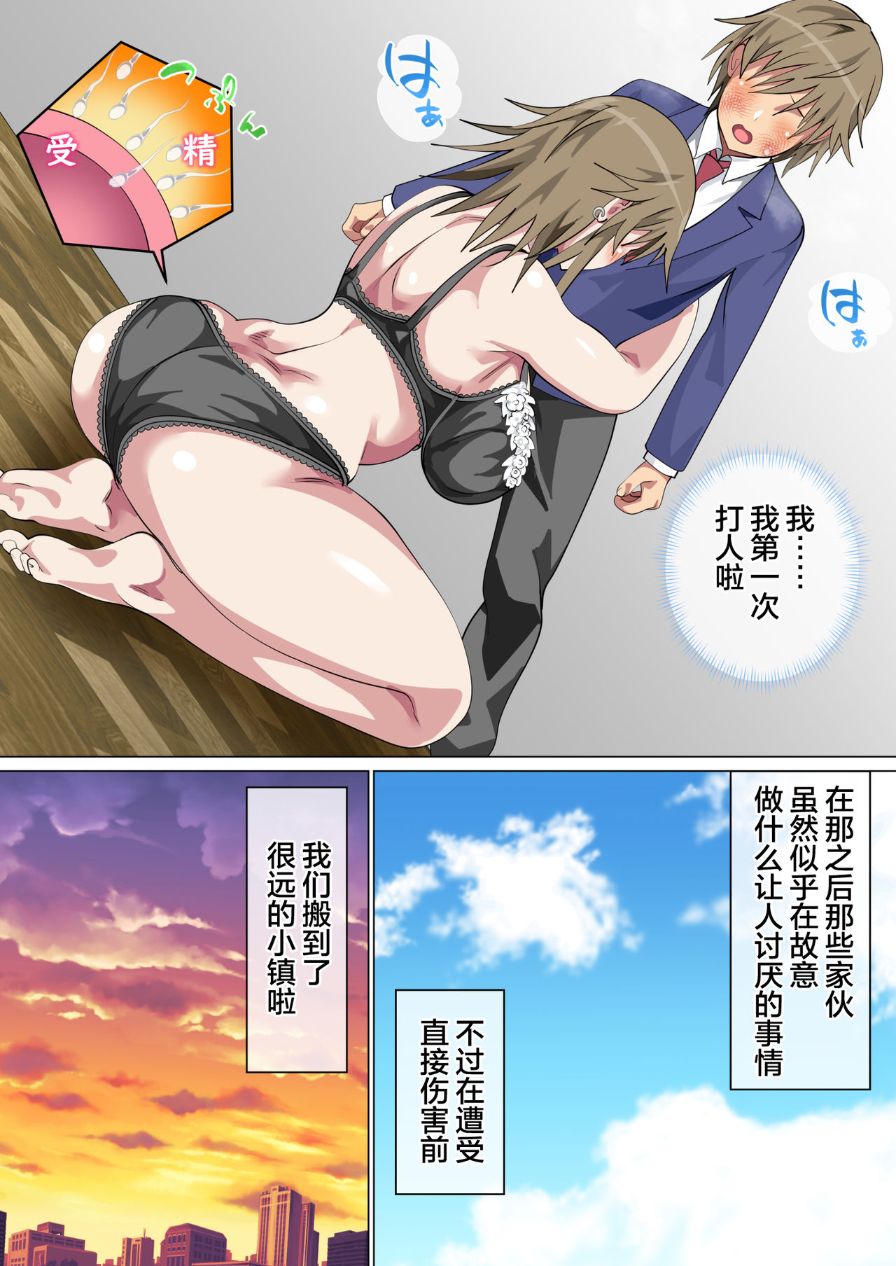 はぁ
はぁ
つぷん
受精
我……
我第一次
打人啦
在那之后那些家伙
虽然似乎在故意
做什么让人讨厌的事情
不过在遭受
直接伤害前
我们搬到了
很远的小镇啦